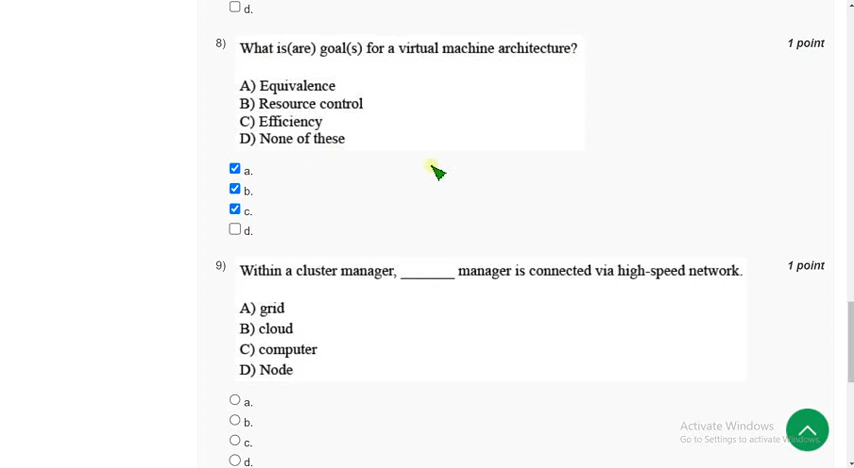 d.
8) What is(are) goal(s) for a virtual machine architecture? 1 point
A) Equivalence
B) Resource control
C) Efficiency
D) None of these
a.
b.
c.
d.
9) Within a cluster manager, _______ manager is connected via high-speed network. 1 point
A) grid
B) cloud
C) computer
D) Node
a.
b.
c.
d.
Activate Windows
Go to Settings to activate Windows.